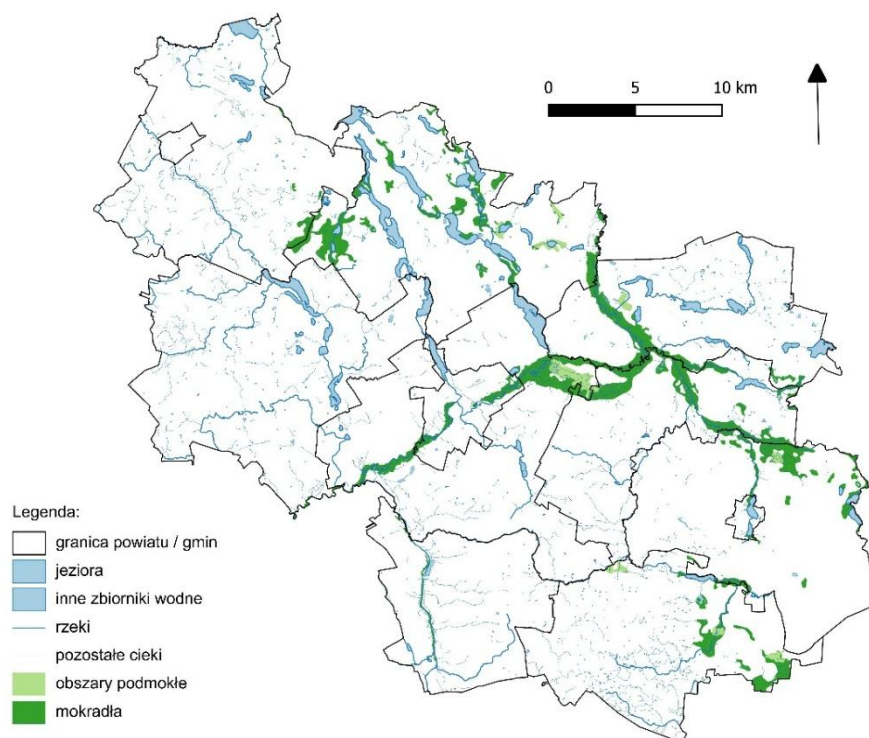 0 5 10 km
Legenda:
granica powiatu / gmin
jeziora
inne zbiorniki wodne
rzeki
pozostałe cieki
obszary podmokłe
mokradła